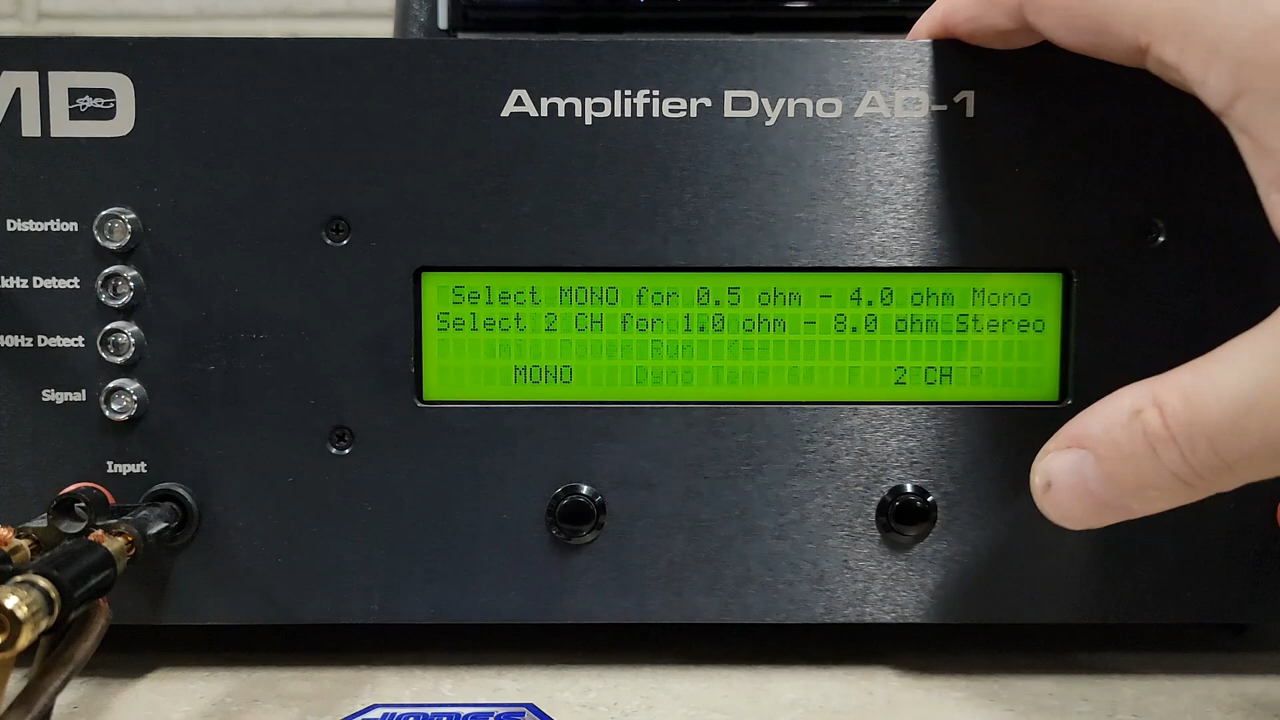 MD
Amplifier Dyno AD-1
Distortion
kHz Detect
40Hz Detect
Signal
Input
Select MONO for 0.5 ohm - 4.0 ohm Mono
Select 2 CH for 1.0 ohm - 8.0 ohm Stereo
MONO 2 CH